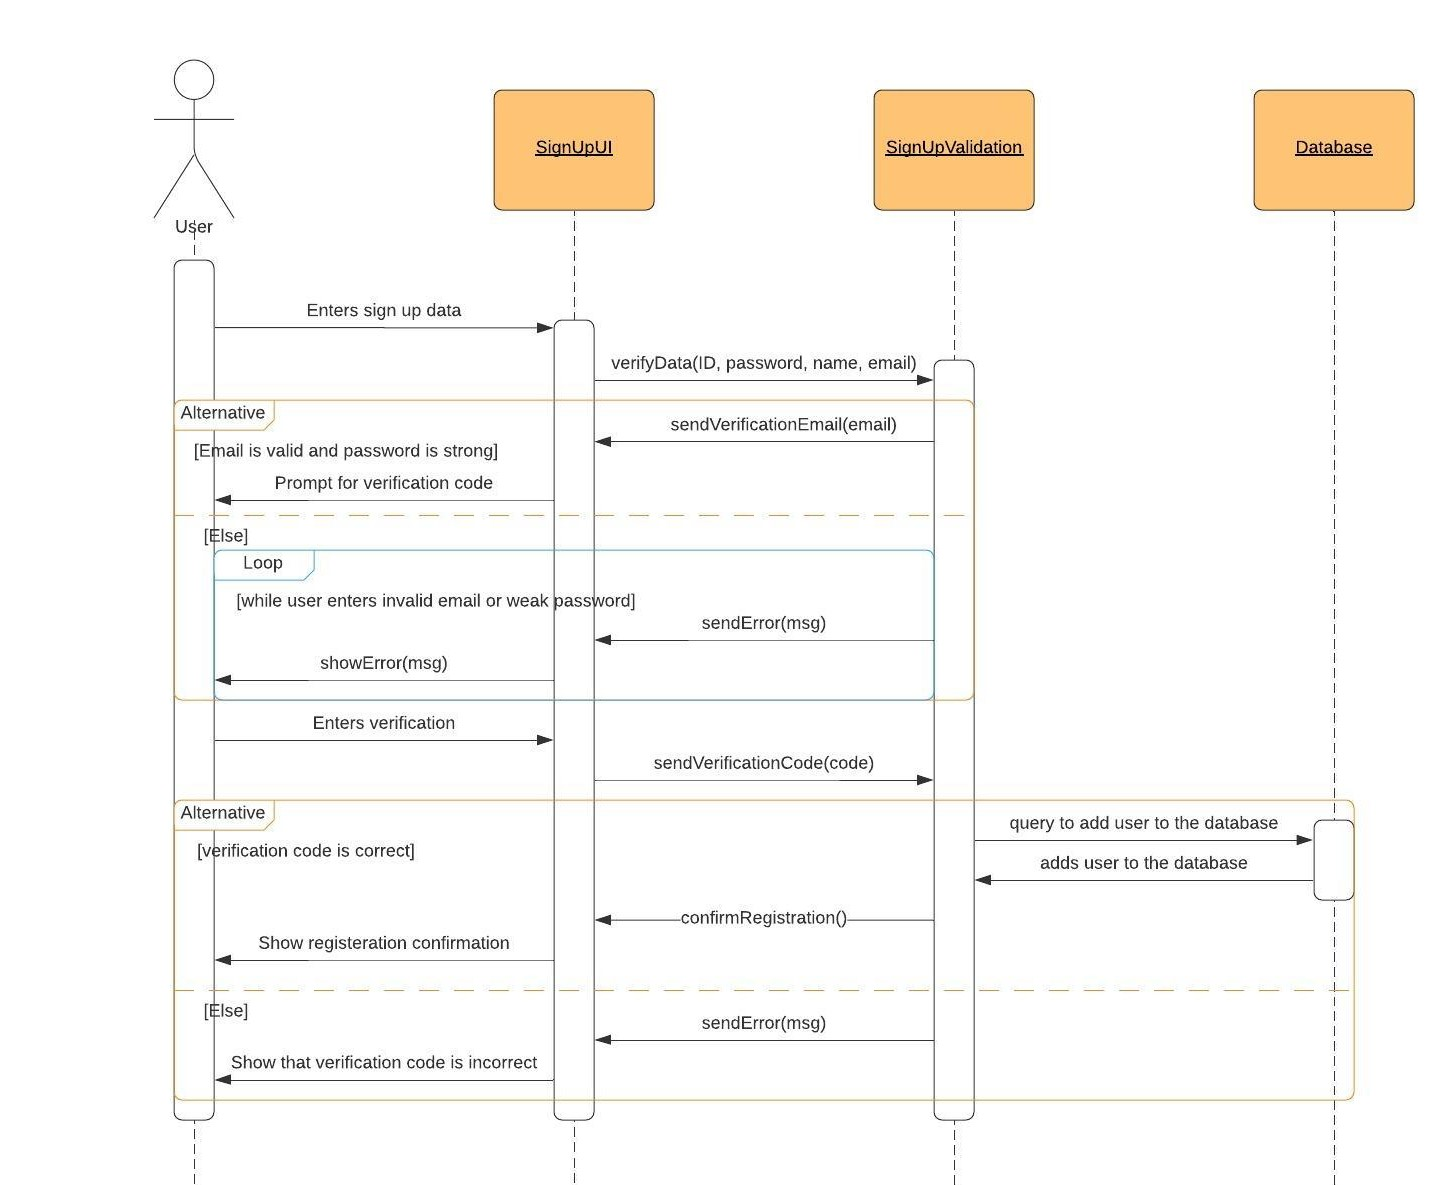 User
SignUpUI
SignUpValidation
Database
Enters sign up data
verifyData(ID, password, name, email)
Alternative
sendVerificationEmail(email)
[Email is valid and password is strong]
Prompt for verification code
[Else]
Loop
[while user enters invalid email or weak password]
sendError(msg)
showError(msg)
Enters verification
sendVerificationCode(code)
Alternative
query to add user to the database
[verification code is correct]
adds user to the database
confirmRegistration()
Show registeration confirmation
[Else]
sendError(msg)
Show that verification code is incorrect